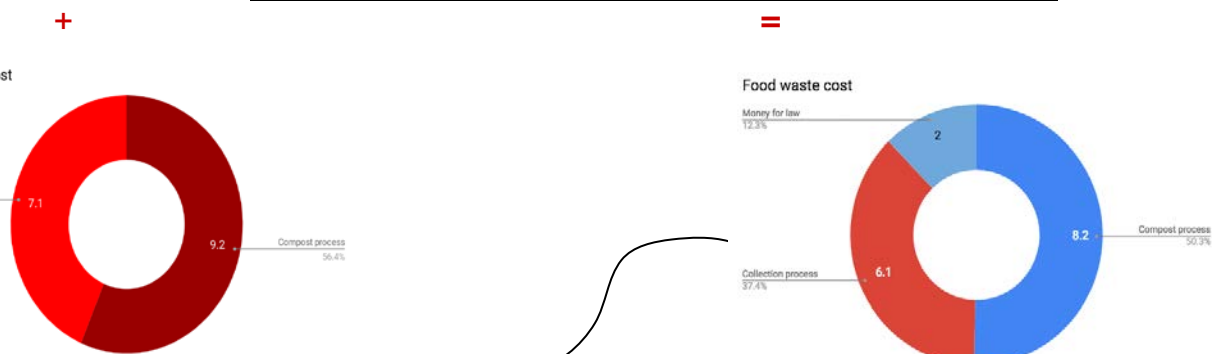 +
=
st
Food waste cost
Money for law
12.3%
2
7.1
9.2
Compost process
56.4%
8.2
Compost process
50.3%
Collection process
37.4%
6.1